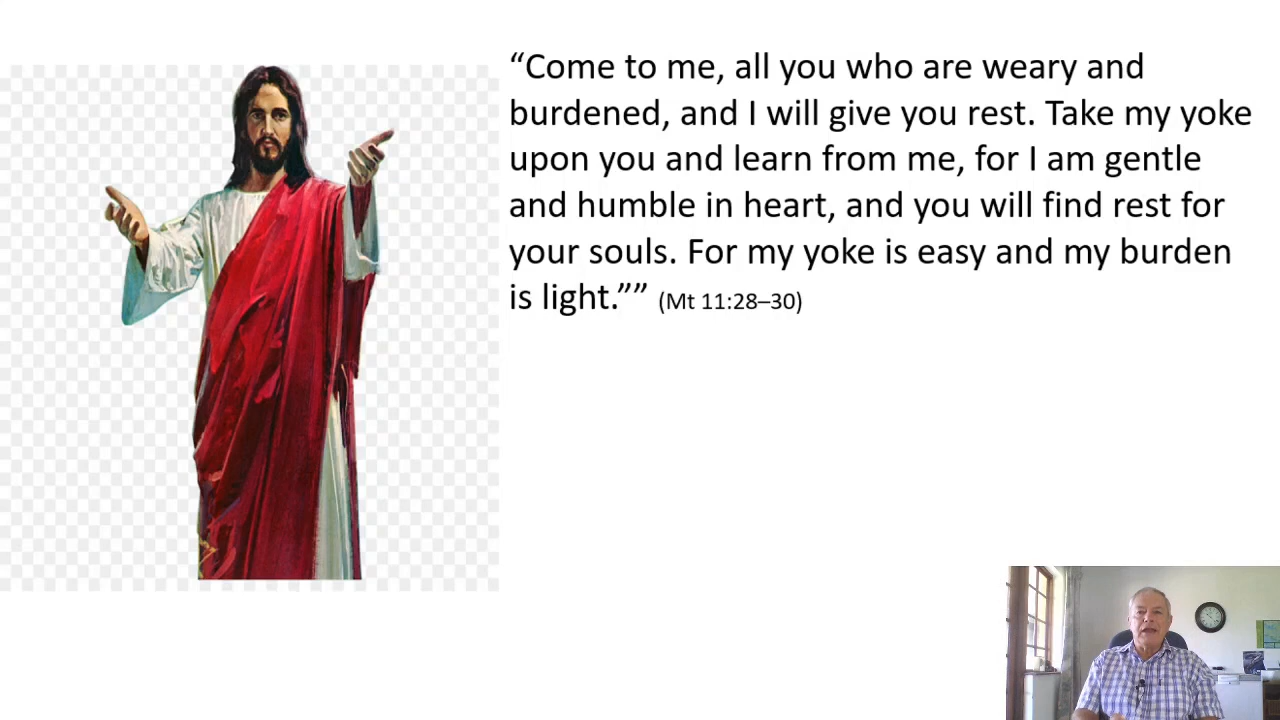 “Come to me, all you who are weary and
burdened, and I will give you rest. Take my yoke
upon you and learn from me, for I am gentle
and humble in heart, and you will find rest for
your souls. For my yoke is easy and my burden
is light.”” (Mt 11:28–30)